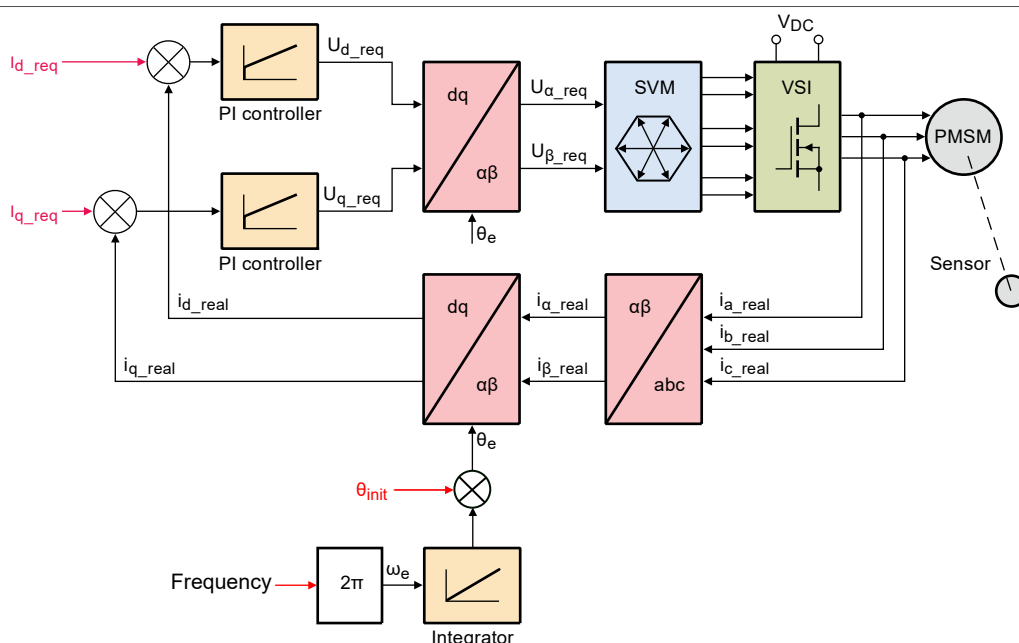 V_DC
I_d_req
PI controller
U_d_req
dq
αβ
U_α_req
U_β_req
SVM
VSI
PMSM
I_q_req
PI controller
U_q_req
θ_e
Sensor
i_d_real
i_q_real
dq
αβ
i_α_real
i_β_real
αβ
abc
i_a_real
i_b_real
i_c_real
θ_e
θ_init
Frequency
2π
ω_e
Integrator